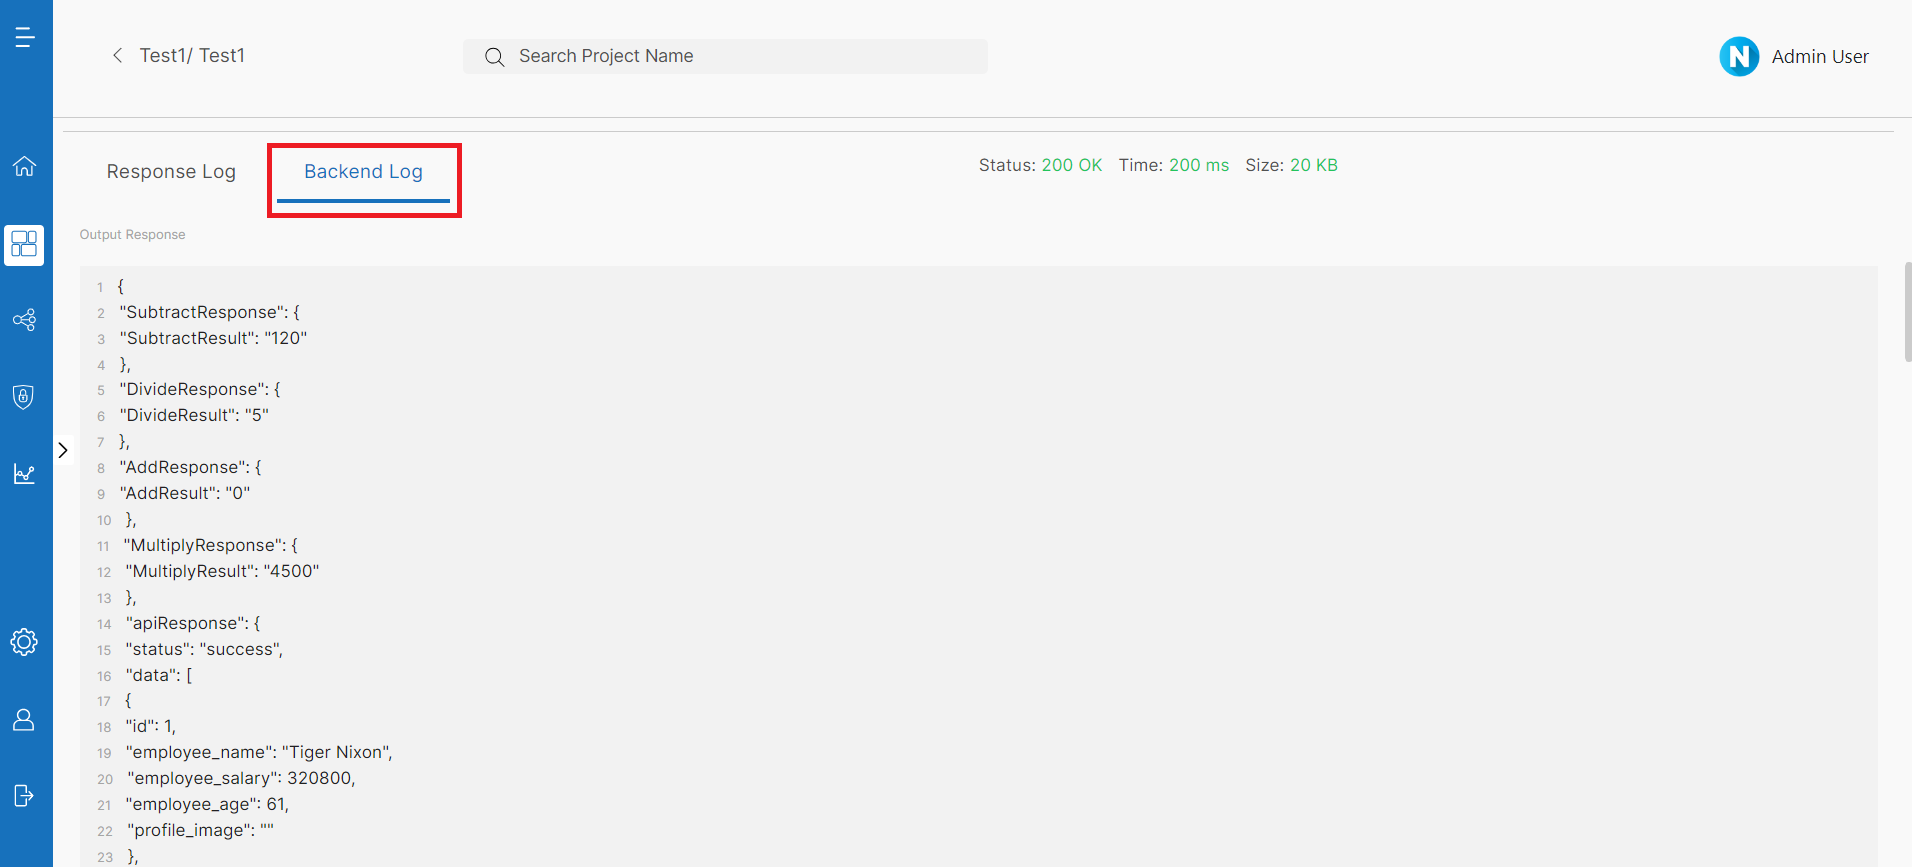 Test1/ Test1
Search Project Name
N
Admin User
Response Log
Backend Log
Status: 200 OK Time: 200 ms Size: 20 KB
Output Response
1 {
2 "SubtractResponse": {
3 "SubtractResult": "120"
4 },
5 "DivideResponse": {
6 "DivideResult": "5"
7 },
8 "AddResponse": {
9 "AddResult": "0"
10 },
11 "MultiplyResponse": {
12 "MultiplyResult": "4500"
13 },
14 "apiResponse": {
15 "status": "success",
16 "data": [
17 {
18 "id": 1,
19 "employee_name": "Tiger Nixon",
20 "employee_salary": 320800,
21 "employee_age": 61,
22 "profile_image": ""
23 },